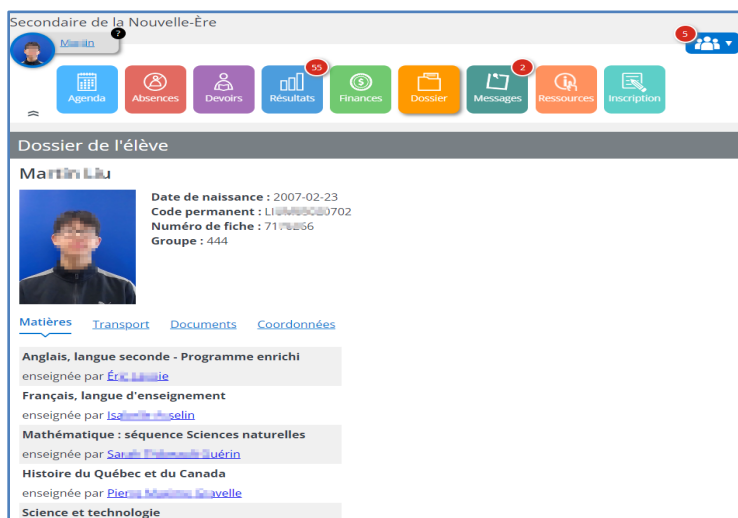 Secondaire de la Nouvelle-Ère
?
5
Agenda
Absences
Devoirs
55
Résultats
Finances
Dossier
2
Messages
Ressources
Inscription
Dossier de l'élève
Date de naissance : 2007-02-23
Code permanent :
Numéro de fiche :
Groupe : 444
Matières Transport Documents Coordonnées
Anglais, langue seconde - Programme enrichi
enseignée par
Français, langue d'enseignement
enseignée par
Mathématique : séquence Sciences naturelles
enseignée par
Histoire du Québec et du Canada
enseignée par
Science et technologie